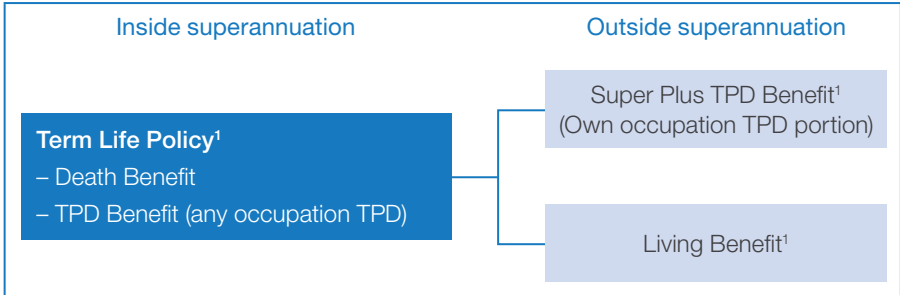 Inside superannuation
Outside superannuation
Term Life Policy¹
– Death Benefit
– TPD Benefit (any occupation TPD)
Super Plus TPD Benefit¹
(Own occupation TPD portion)
Living Benefit¹